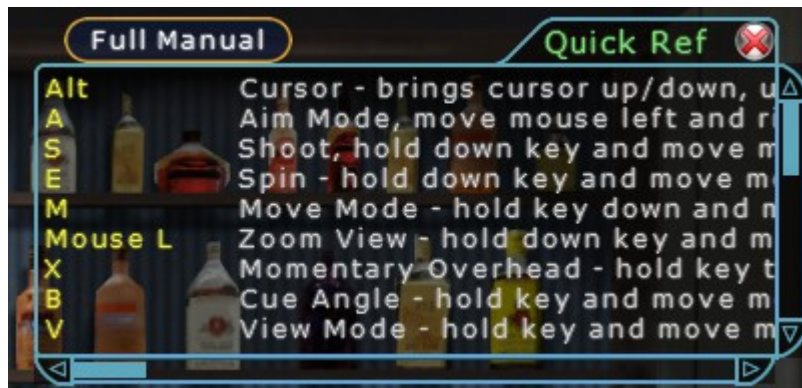 Full Manual
Quick Ref
Alt Cursor - brings cursor up/down, u
A Aim Mode, move mouse left and ri
S Shoot, hold down key and move m
E Spin - hold down key and move m
M Move Mode - hold key down and m
Mouse L Zoom View - hold down key and m
X Momentary Overhead - hold key t
B Cue Angle - hold key and move m
V View Mode - hold key and move m